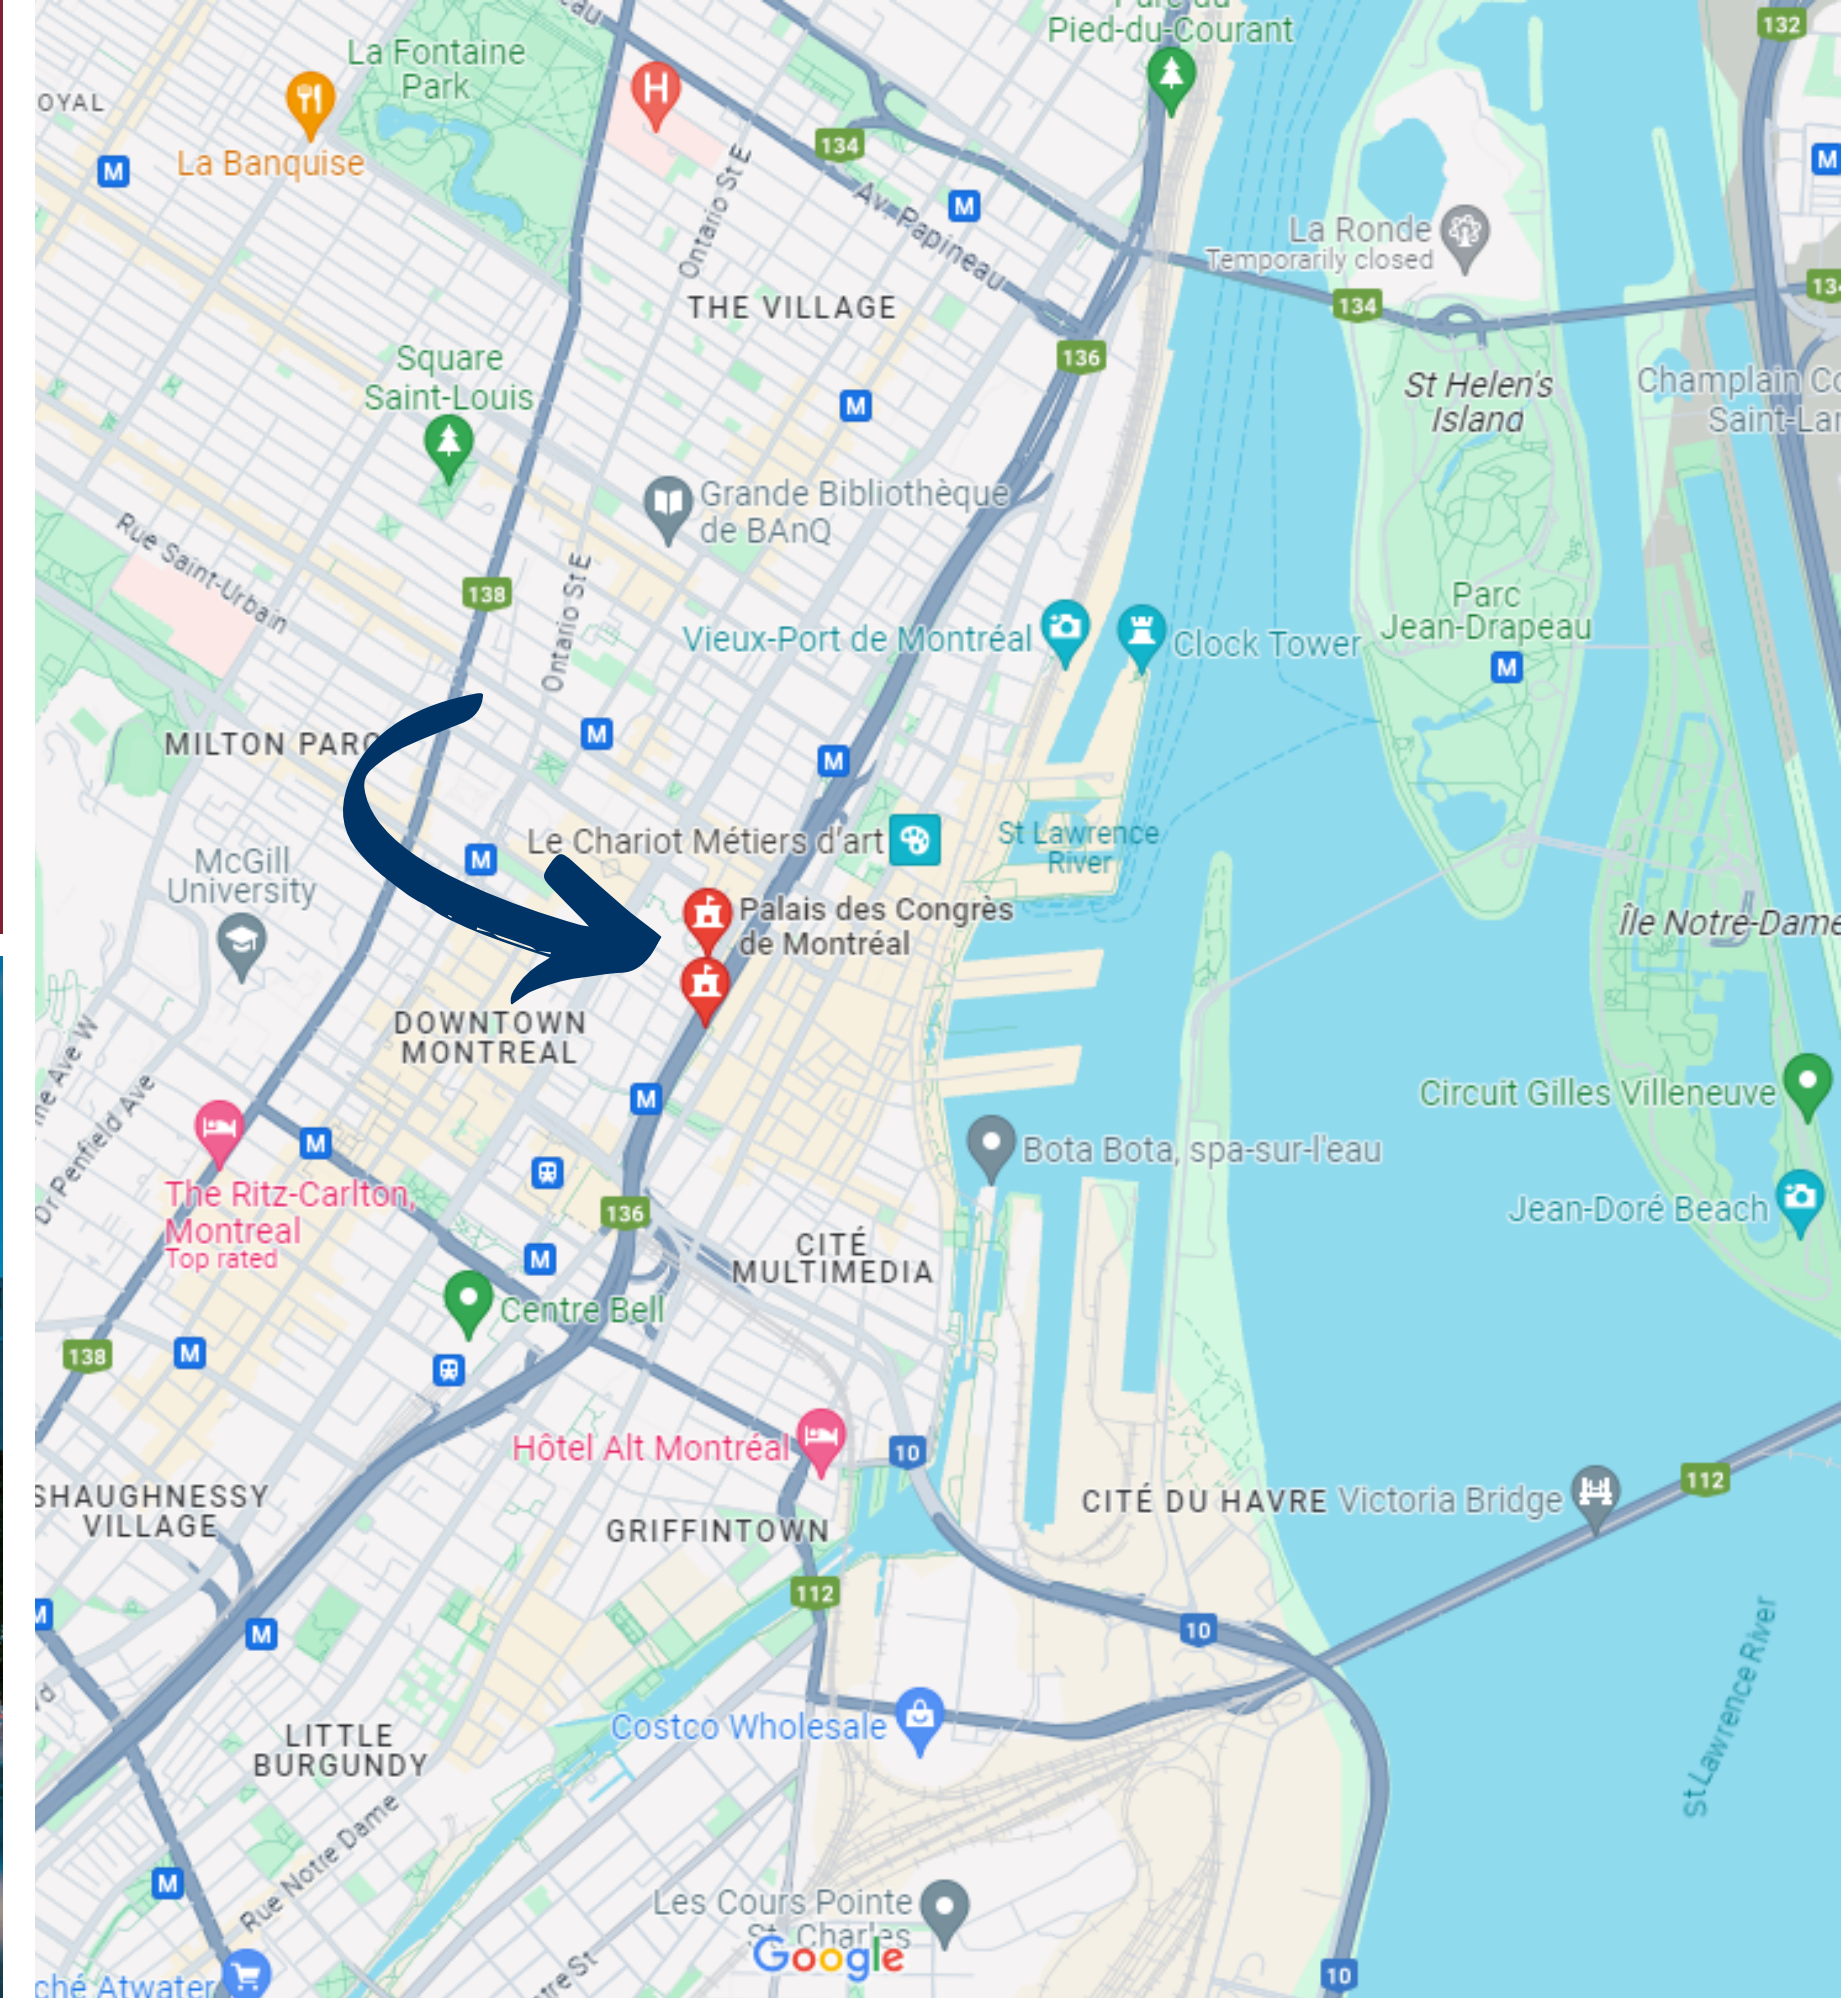 Pied-du-Courant
132
La Fontaine
Park
H
OYAL
134
La Banquise
M
M
Ontario St E
Av. Papineau
M
La Ronde
Temporarily closed
134
134
THE VILLAGE
136
Square
Saint-Louis
St Helen's
Island
Champlain Co
Saint-Lar
M
Grande Bibliothèque
de BAnQ
Rue Saint-Urbain
138
Ontario St E
Parc
Jean-Drapeau
M
Vieux-Port de Montréal
Clock Tower
MILTON PARC
M
M
Le Chariot Métiers d'art
St Lawrence
River
M
McGill
University
Palais des Congrès
de Montréal
Île Notre-Dame
DOWNTOWN
MONTREAL
M
Dr Penfield Ave
Circuit Gilles Villeneuve
M
Bota Bota, spa-sur-l'eau
The Ritz-Carlton,
Montreal
Top rated
136
Jean-Doré Beach
M
CITÉ
MULTIMEDIA
Centre Bell
138
M
Hôtel Alt Montréal
10
112
SHAUGHNESSY
VILLAGE
CITÉ DU HAVRE
Victoria Bridge
GRIFFINTOWN
112
M
M
10
St Lawrence River
Costco Wholesale
LITTLE
BURGUNDY
Rue Notre Dame
M
Les Cours Pointe
St. Charles
Google
ché Atwater
tre St
10